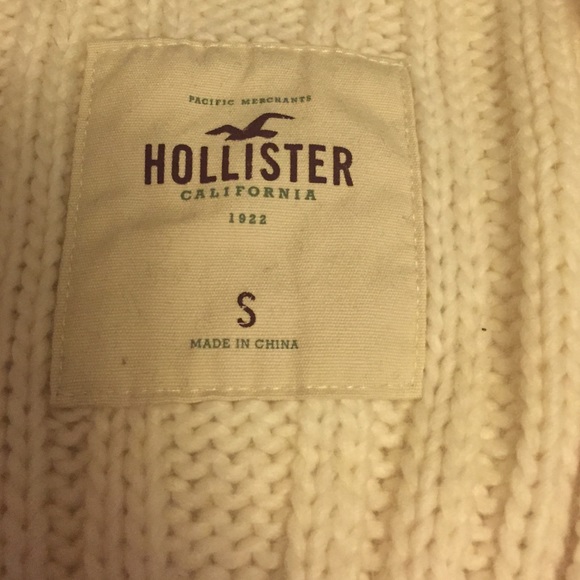 PACIFIC MERCHANTS
HOLLISTER
CALIFORNIA
1922
S
MADE IN CHINA